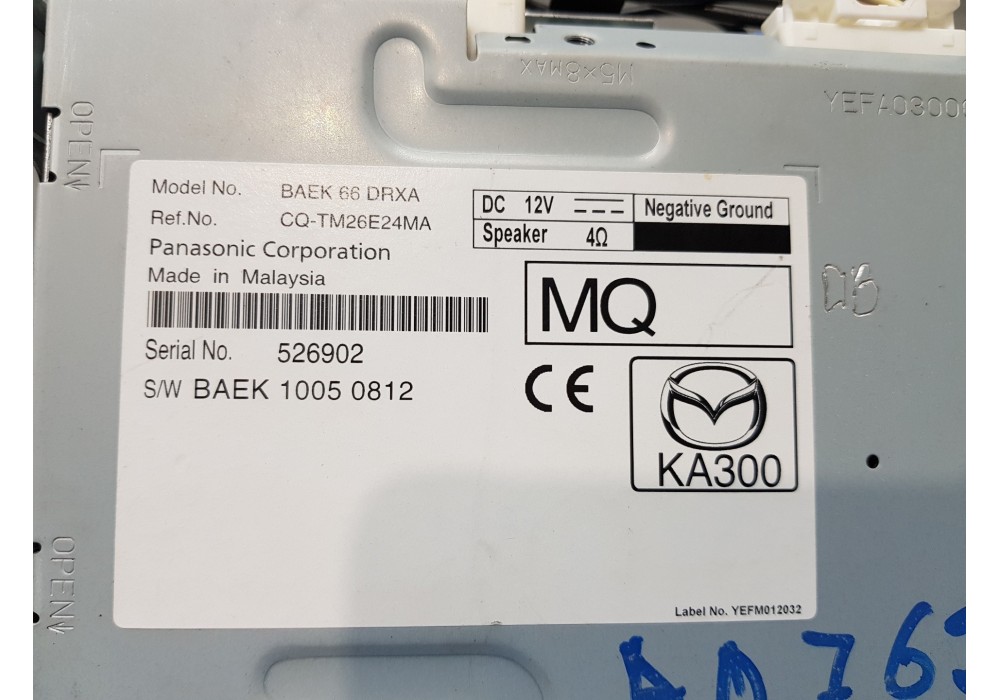 M5×8MAX
YEFA0300
OPEN
Model No. BAEK 66 DRXA
Ref.No. CQ-TM26E24MA
Panasonic Corporation
Made in Malaysia
Serial No. 526902
S/W BAEK 1005 0812
DC 12V
Negative Ground
Speaker 4Ω
MQ
CE
KA300
Label No. YEFM012032
OPEN